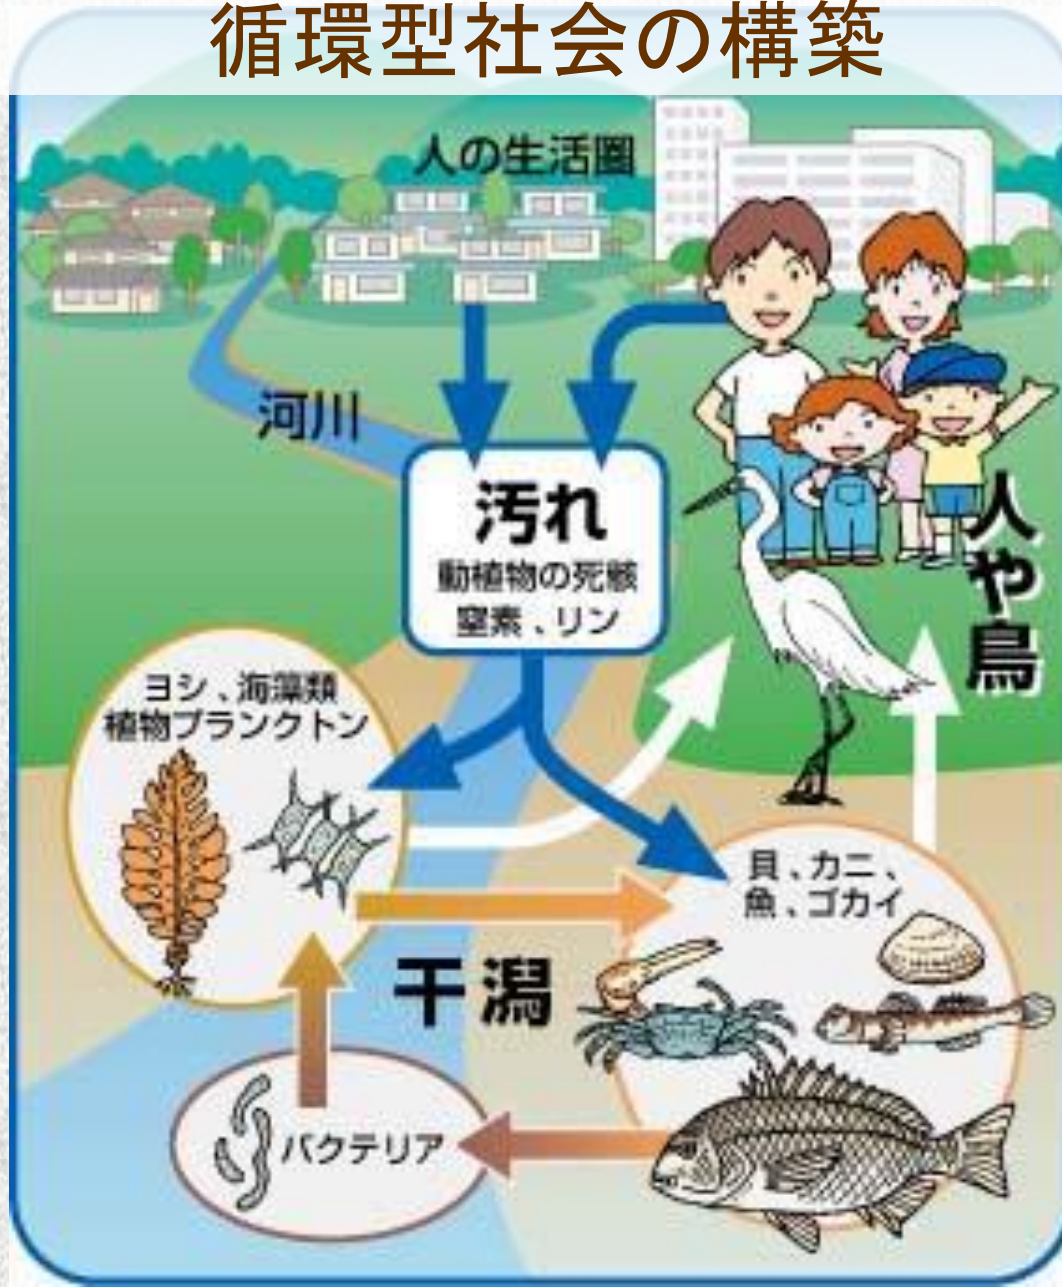 循環型社会の構築
人の生活圏
河川
汚れ
動植物の死骸
窒素、リン
人や鳥
ヨシ、海藻類
植物プランクトン
貝、カニ、
魚、ゴカイ
干潟
バクテリア